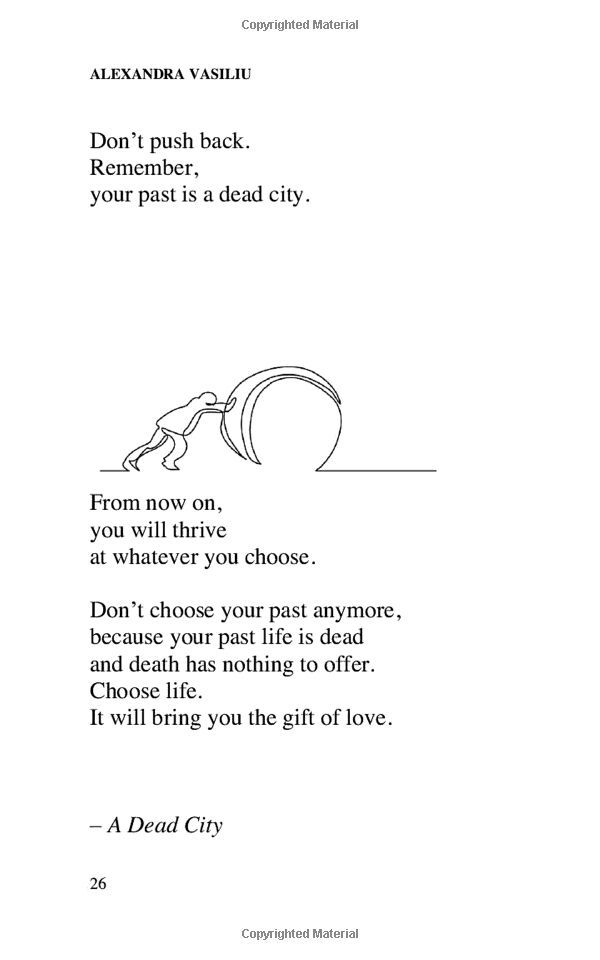 Copyrighted Material
ALEXANDRA VASILIU
Don't push back.
Remember,
your past is a dead city.
From now on,
you will thrive
at whatever you choose.
Don't choose your past anymore,
because your past life is dead
and death has nothing to offer.
Choose life.
It will bring you the gift of love.
– A Dead City
26
Copyrighted Material